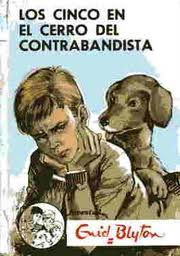 LOS CINCO EN
EL CERRO DEL
CONTRABANDISTA
Enid Blyton